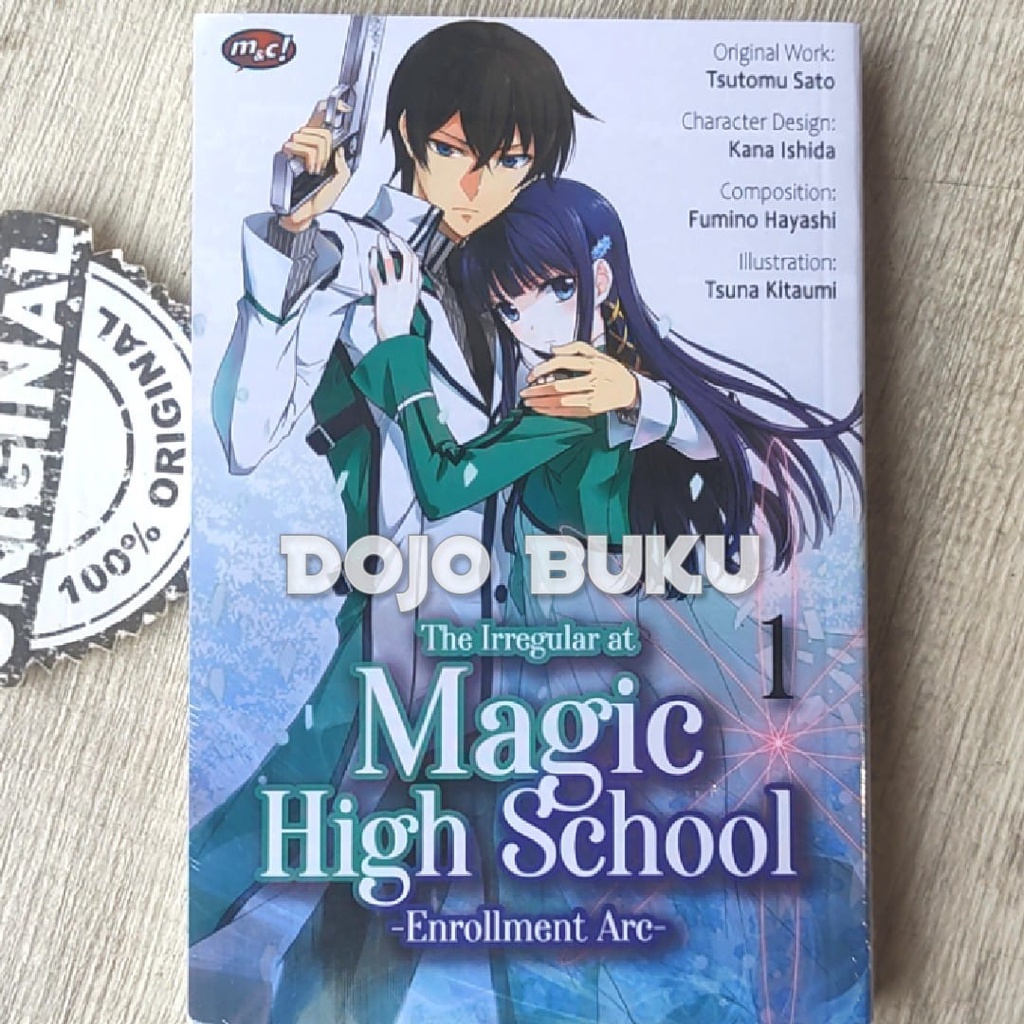 m&c!
Original Work:
Tsutomu Sato
Character Design:
Kana Ishida
Composition:
Fumino Hayashi
Illustration:
Tsuna Kitaumi
ORIGINAL
ORIGINAL
100% ORIGINAL
DOJO BUKU
1
The Irregular at
Magic
High School
-Enrollment Arc-